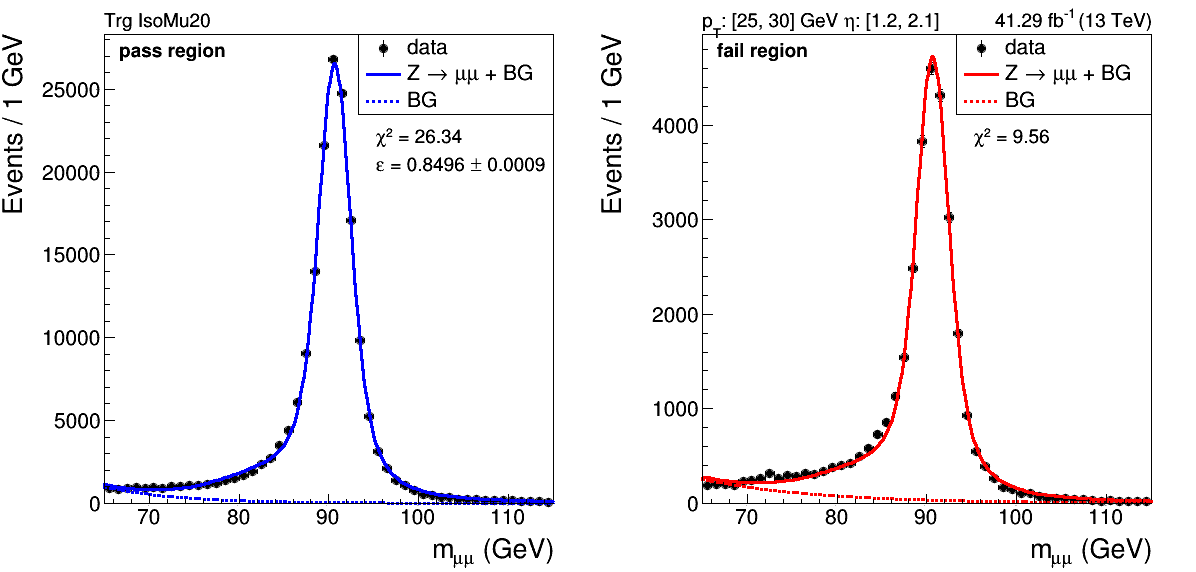 Trg IsoMu20
pass region
data
Z → μμ + BG
BG
χ² = 26.34
ε = 0.8496 ± 0.0009
Events / 1 GeV
25000
20000
15000
10000
5000
0
70 80 90 100 110
m_μμ (GeV)
p_T: [25, 30] GeV η: [1.2, 2.1] 41.29 fb⁻¹ (13 TeV)
fail region
data
Z → μμ + BG
BG
χ² = 9.56
Events / 1 GeV
4000
3000
2000
1000
0
70 80 90 100 110
m_μμ (GeV)